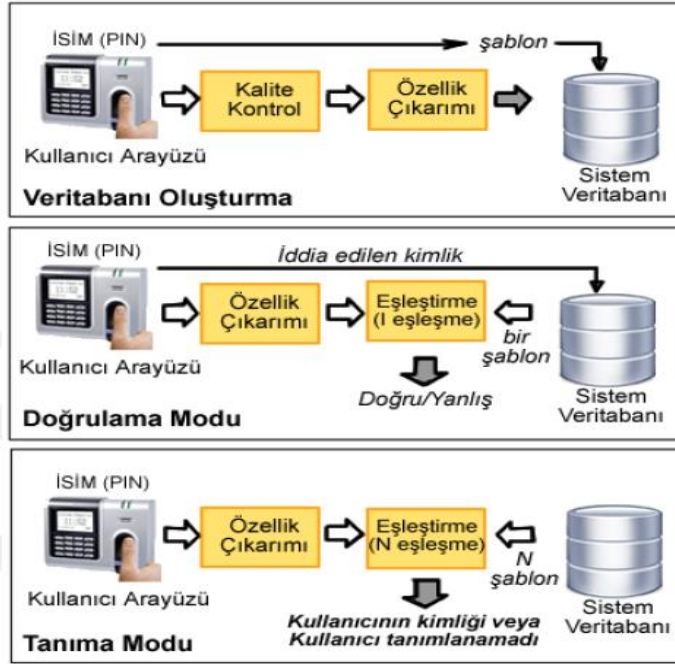 İSİM (PIN)
şablon
Kalite
Kontrol
Özellik
Çıkarımı
Kullanıcı Arayüzü
Sistem
Veritabanı
Veritabanı Oluşturma
İSİM (PIN)
İddia edilen kimlik
Özellik
Çıkarımı
Eşleştirme
(I eşleşme)
bir
şablon
Kullanıcı Arayüzü
Doğru/Yanlış
Sistem
Veritabanı
Doğrulama Modu
İSİM (PIN)
Özellik
Çıkarımı
Eşleştirme
(N eşleşme)
N
şablon
Kullanıcı Arayüzü
Sistem
Veritabanı
Kullanıcının kimliği veya
Kullanıcı tanımlanamadı
Tanıma Modu